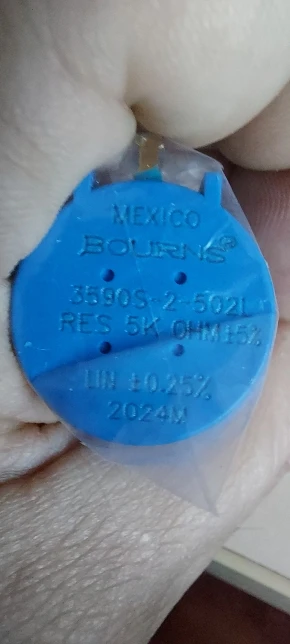 MEXICO
BOURNS®
3590S-2-502L
RES 5K OHM ±5%
LIN ±0.25%
2024M